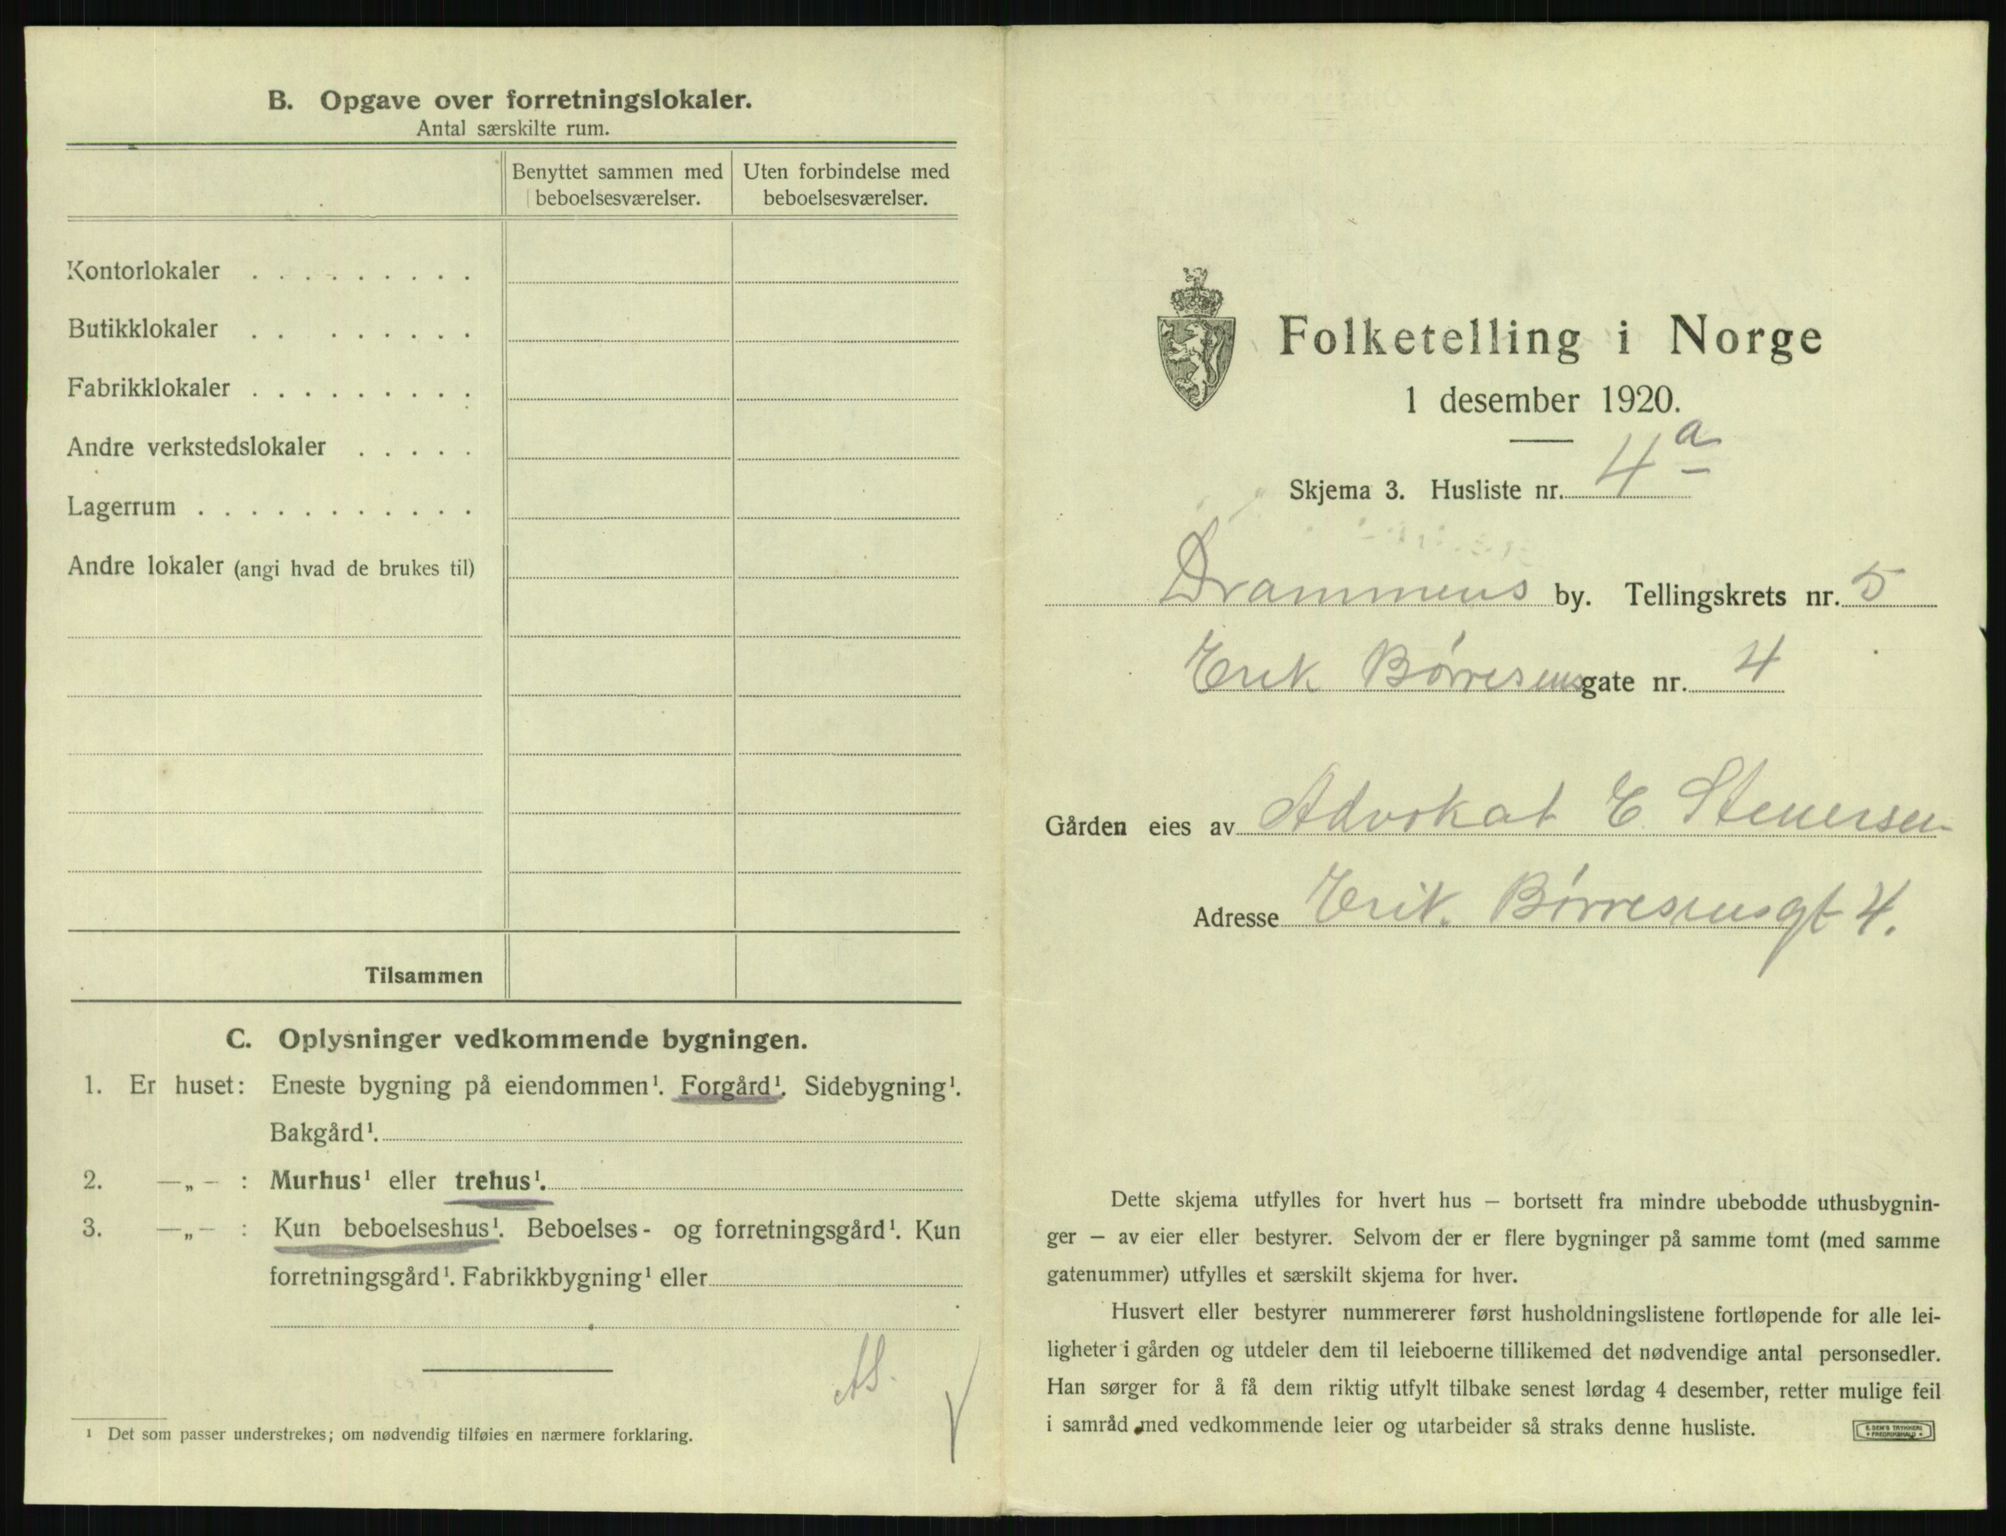 B. Opgave over forretningslokaler.
Antal særskilte rum.
Benyttet sammen med beboelsesværelser.
Uten forbindelse med beboelsesværelser.
Kontorlokaler . . . . . . . . .
Butikklokaler . . . . . . . .
Fabrikklokaler . . . . . . . . .
Andre verkstedslokaler . . . . .
Lagerrum . . . . . . . . . . .
Andre lokaler (angi hvad de brukes til)
Tilsammen
C. Oplysninger vedkommende bygningen.
1. Er huset: Eneste bygning på eiendommen¹. Forgård¹. Sidebygning¹.
Bakgård¹.
2. —„— : Murhus¹ eller trehus¹.
3. —„— : Kun beboelseshus¹. Beboelses- og forretningsgård¹. Kun
forretningsgård¹. Fabrikkbygning¹ eller
AS.
¹ Det som passer understrekes; om nødvendig tilføies en nærmere forklaring.
Folketelling i Norge
1 desember 1920.
Skjema 3. Husliste nr. 4a
Drammens by. Tellingskrets nr. 5
Erik Børresensgate nr. 4
Gården eies av Advokat E. Steuersen
Adresse Erik Børresensgt 4.
Dette skjema utfylles for hvert hus — bortsett fra mindre ubebodde uthusbygnin-
ger — av eier eller bestyrer. Selvom der er flere bygninger på samme tomt (med samme
gatenummer) utfylles et særskilt skjema for hver.
Husvert eller bestyrer nummererer først husholdningslistene fortløpende for alle lei-
ligheter i gården og utdeler dem til leieboerne tillikemed det nødvendige antal personsedler.
Han sørger for å få dem riktig utfylt tilbake senest lørdag 4 desember, retter mulige feil
i samråd med vedkommende leier og utarbeider så straks denne husliste.